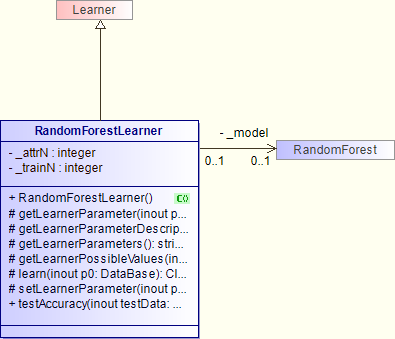 Learner
RandomForestLearner
- _attrN : integer
- _trainN : integer
- _model
0..1
0..1
RandomForest
+ RandomForestLearner()
# getLearnerParameter(inout p...
# getLearnerParameterDescrip...
# getLearnerParameters(): stri...
# getLearnerPossibleValues(in...
# learn(inout p0: DataBase): Cl...
# setLearnerParameter(inout p...
+ testAccuracy(inout testData: ...